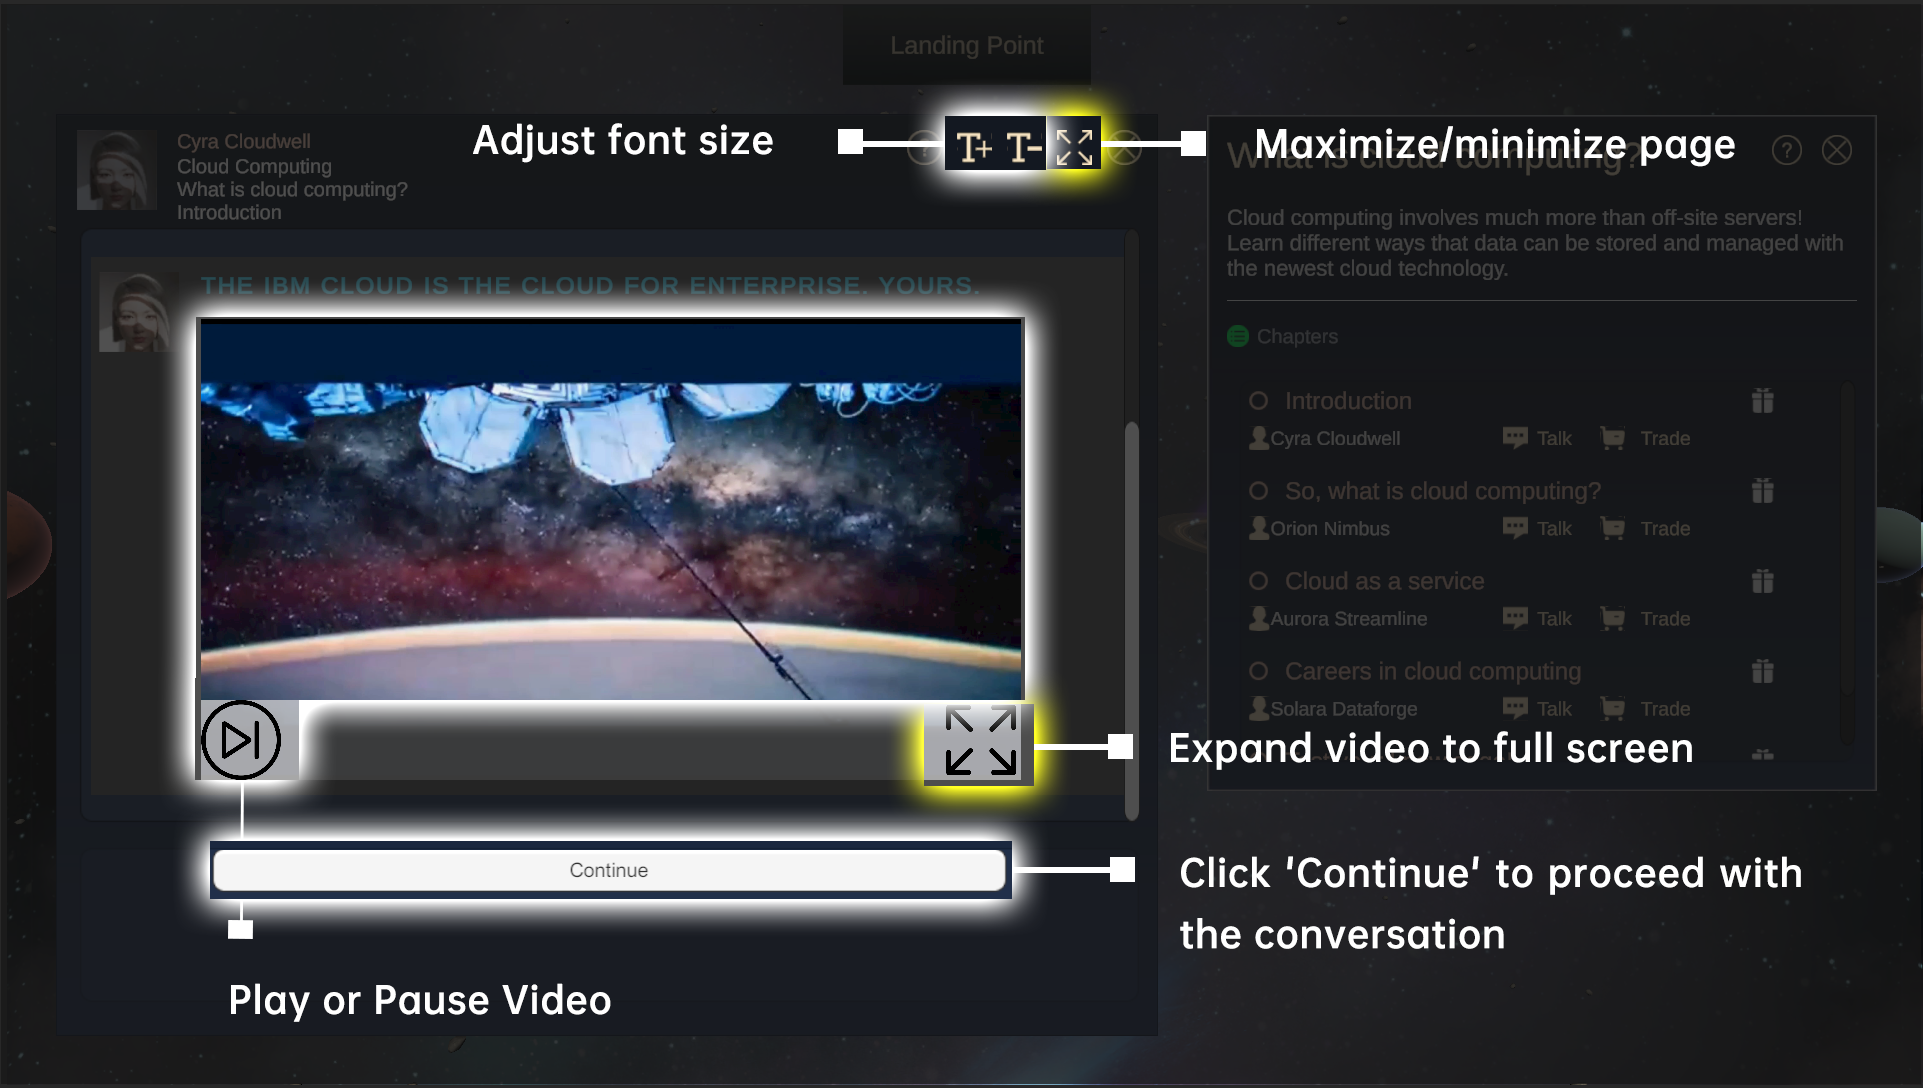 Landing Point
Cyra Cloudwell
Cloud Computing
What is cloud computing?
Introduction
Adjust font size
T+ T-
Maximize/minimize page
THE IBM CLOUD IS THE CLOUD FOR ENTERPRISE. YOURS.
What is cloud computing?
?
Cloud computing involves much more than off-site servers!
Learn different ways that data can be stored and managed with
the newest cloud technology.
Chapters
Introduction
Cyra Cloudwell Talk Trade
So, what is cloud computing?
Orion Nimbus Talk Trade
Cloud as a service
Aurora Streamline Talk Trade
Careers in cloud computing
Solara Dataforge Talk Trade
Expand video to full screen
Continue
Click 'Continue' to proceed with
the conversation
Play or Pause Video